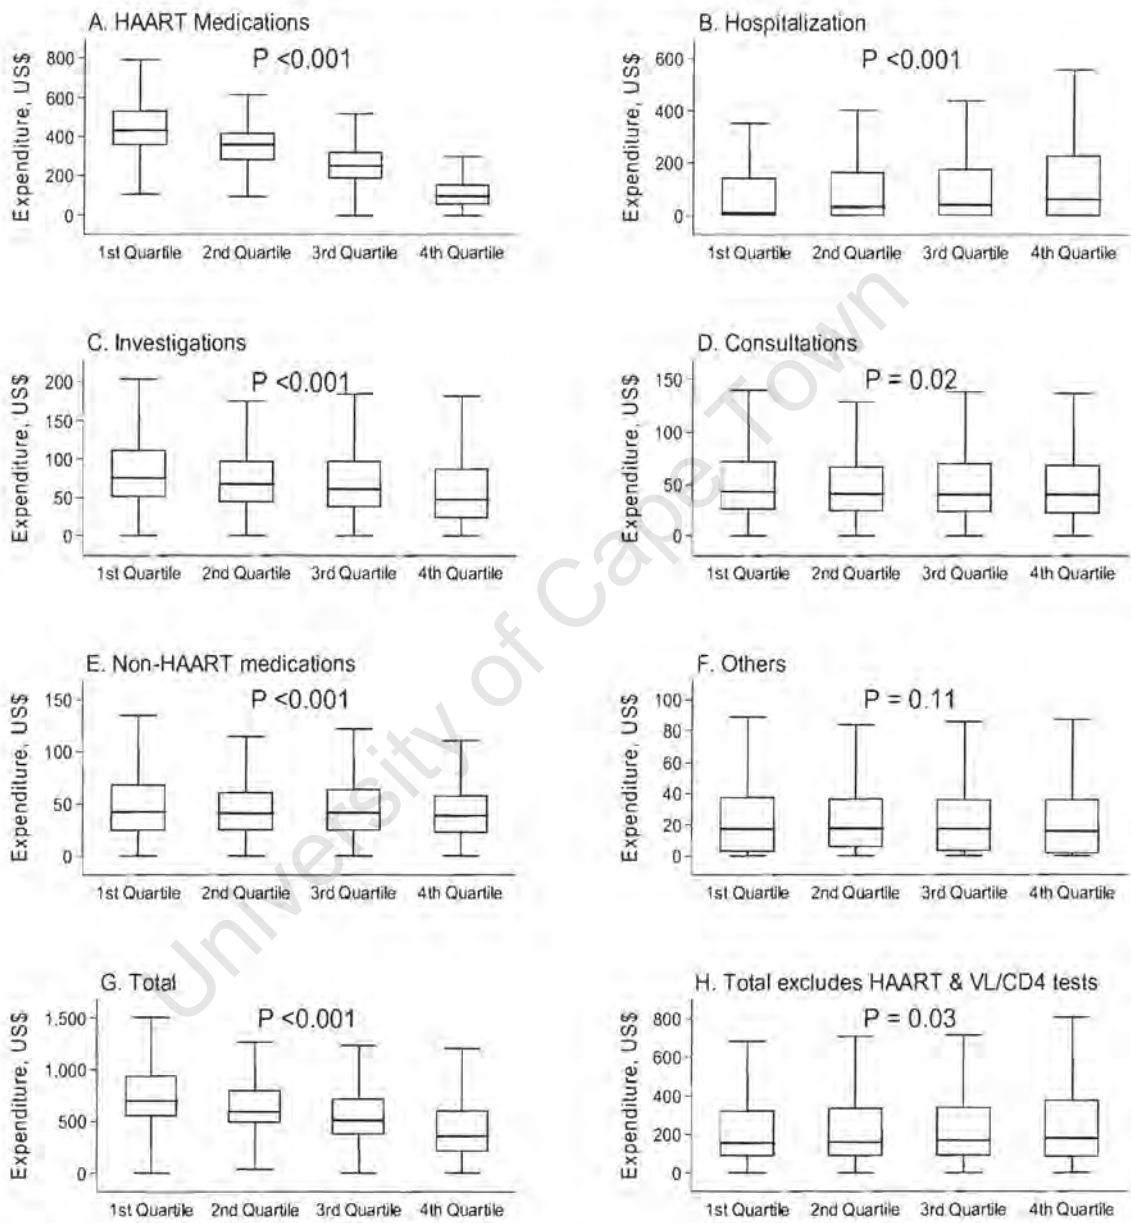 A. HAART Medications
P <0.001
Expenditure, US$
800
600
400
200
0
1st Quartile 2nd Quartile 3rd Quartile 4th Quartile
B. Hospitalization
P <0.001
Expenditure, US$
600
400
200
0
1st Quartile 2nd Quartile 3rd Quartile 4th Quartile
C. Investigations
P <0.001
Expenditure, US$
200
150
100
50
0
1st Quartile 2nd Quartile 3rd Quartile 4th Quartile
D. Consultations
P = 0.02
Expenditure, US$
150
100
50
0
1st Quartile 2nd Quartile 3rd Quartile 4th Quartile
E. Non-HAART medications
P <0.001
Expenditure, US$
150
100
50
0
1st Quartile 2nd Quartile 3rd Quartile 4th Quartile
F. Others
P = 0.11
Expenditure, US$
100
80
60
40
20
0
1st Quartile 2nd Quartile 3rd Quartile 4th Quartile
G. Total
P <0.001
Expenditure, US$
1,500
1,000
500
0
1st Quartile 2nd Quartile 3rd Quartile 4th Quartile
H. Total excludes HAART & VL/CD4 tests
P = 0.03
Expenditure, US$
800
600
400
200
0
1st Quartile 2nd Quartile 3rd Quartile 4th Quartile
University of Cape Town